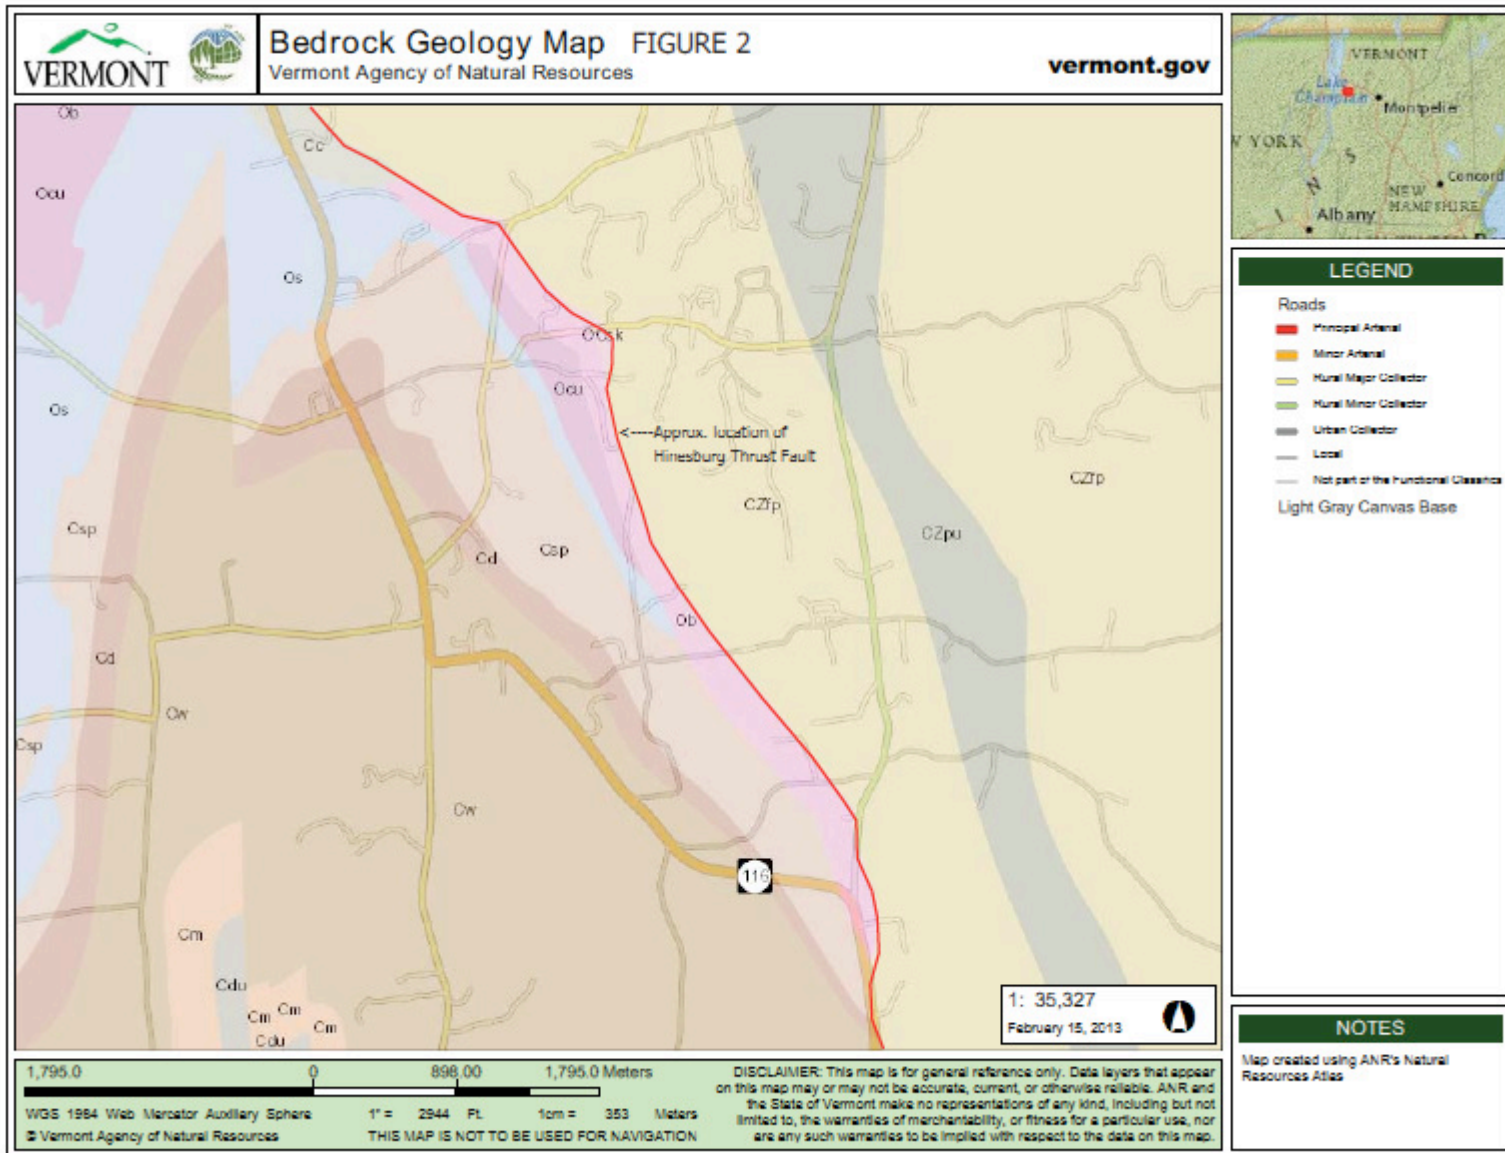 VERMONT
Bedrock Geology Map FIGURE 2
Vermont Agency of Natural Resources
vermont.gov
VERMONT
Lake
Champlain
Montpelier
W YORK
Concord
NEW
HAMPSHIRE
Albany
I N S
LEGEND
Roads
Principal Arterial
Minor Arterial
Rural Major Collector
Rural Minor Collector
Urban Collector
Local
Not part of the Functional Classifica
Light Gray Canvas Base
NOTES
Map created using ANR's Natural
Resources Atlas
Ob
Cc
Ocu
Os
OCsk
Ocu
Os
<----Approx. location of
Hinesburg Thrust Fault
CZfp
CZfp
Csp
CZpu
Csp
Cd
Ob
Cd
Cw
Csp
Cw
116
Cm
Cdu
Cm
Cm
Cm
Cdu
1: 35,327
February 15, 2013
1,795.0 0 898.00 1,795.0 Meters
WGS 1984 Web Mercator Auxiliary Sphere
© Vermont Agency of Natural Resources
1" = 2944 Ft. 1cm = 353 Meters
THIS MAP IS NOT TO BE USED FOR NAVIGATION
DISCLAIMER: This map is for general reference only. Data layers that appear
on this map may or may not be accurate, current, or otherwise reliable. ANR and
the State of Vermont make no representations of any kind, including but not
limited to, the warranties of merchantability, or fitness for a particular use, nor
are any such warranties to be implied with respect to the data on this map.